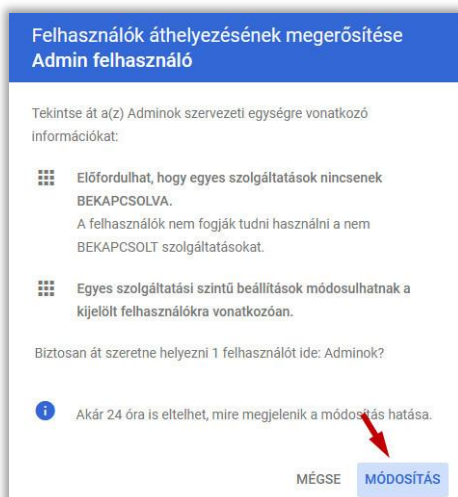 Felhasználók áthelyezésének megerősítése
Admin felhasználó
Tekintse át a(z) Adminok szervezeti egységre vonatkozó
információkat:
Előfordulhat, hogy egyes szolgáltatások nincsenek
BEKAPCSOLVA.
A felhasználók nem fogják tudni használni a nem
BEKAPCSOLT szolgáltatásokat.
Egyes szolgáltatási szintű beállítások módosulhatnak a
kijelölt felhasználókra vonatkozóan.
Biztosan át szeretne helyezni 1 felhasználót ide: Adminok?
Akár 24 óra is eltelhet, mire megjelenik a módosítás hatása.
MÉGSE MÓDOSÍTÁS